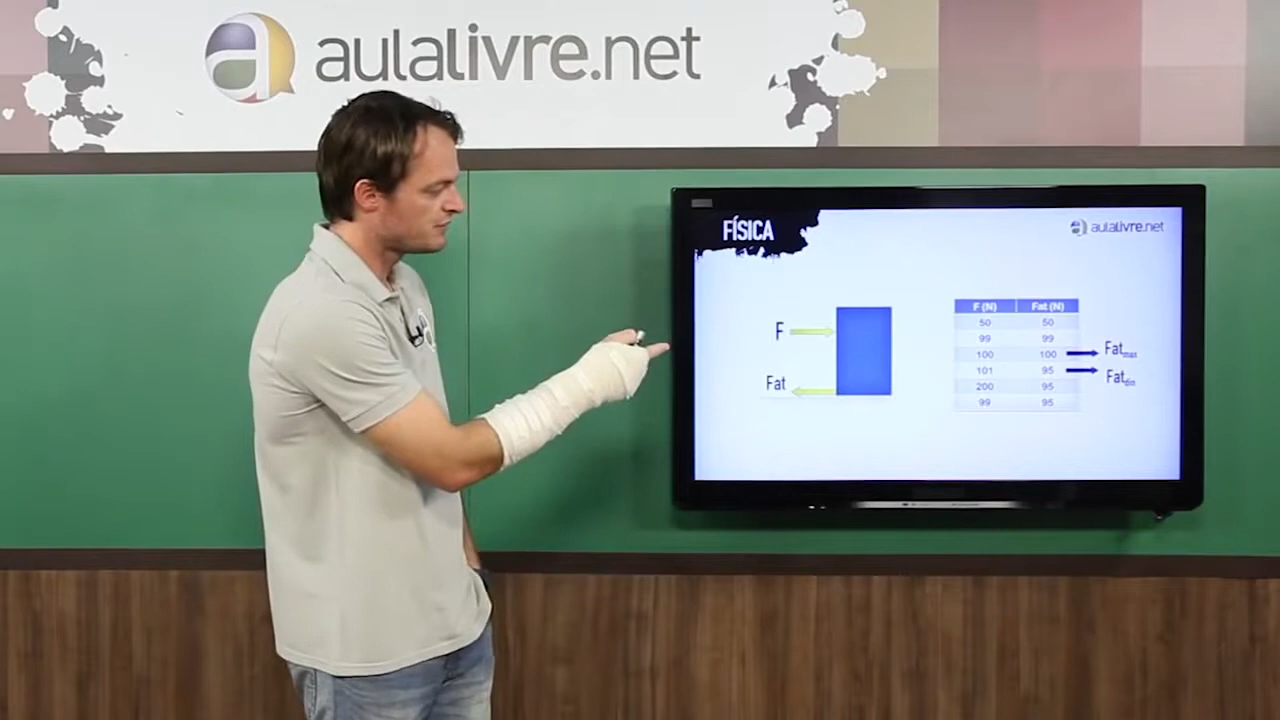 aulalivre.net
FÍSICA
aulalivre.net
F
Fat
F (N) Fat (N)
50 50
99 99
100 100
101 95
200 95
99 95
Fatmax
Fatdin